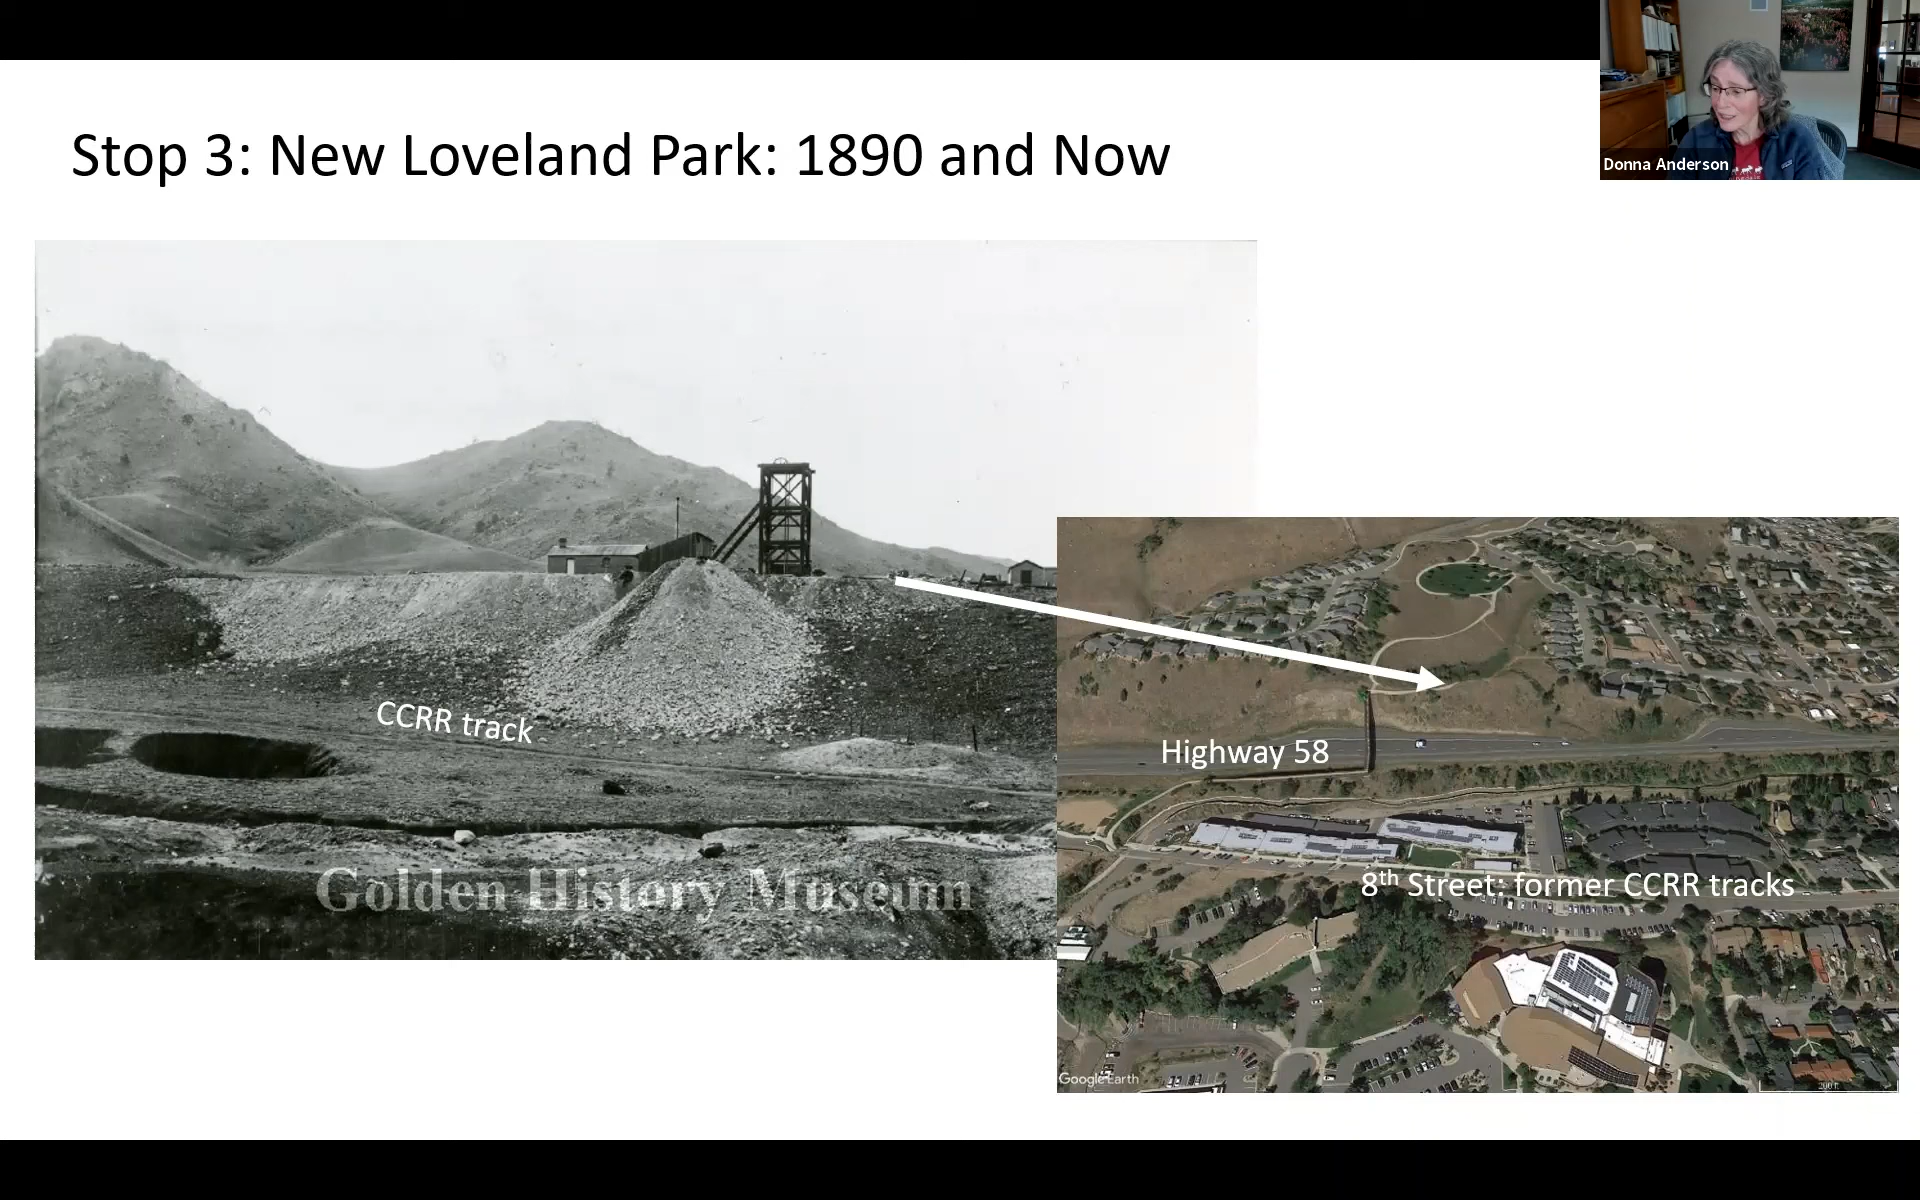 Stop 3: New Loveland Park: 1890 and Now
Donna Anderson
CCRR track
Highway 58
8th Street: former CCRR tracks
Golden History Museum
Google Earth